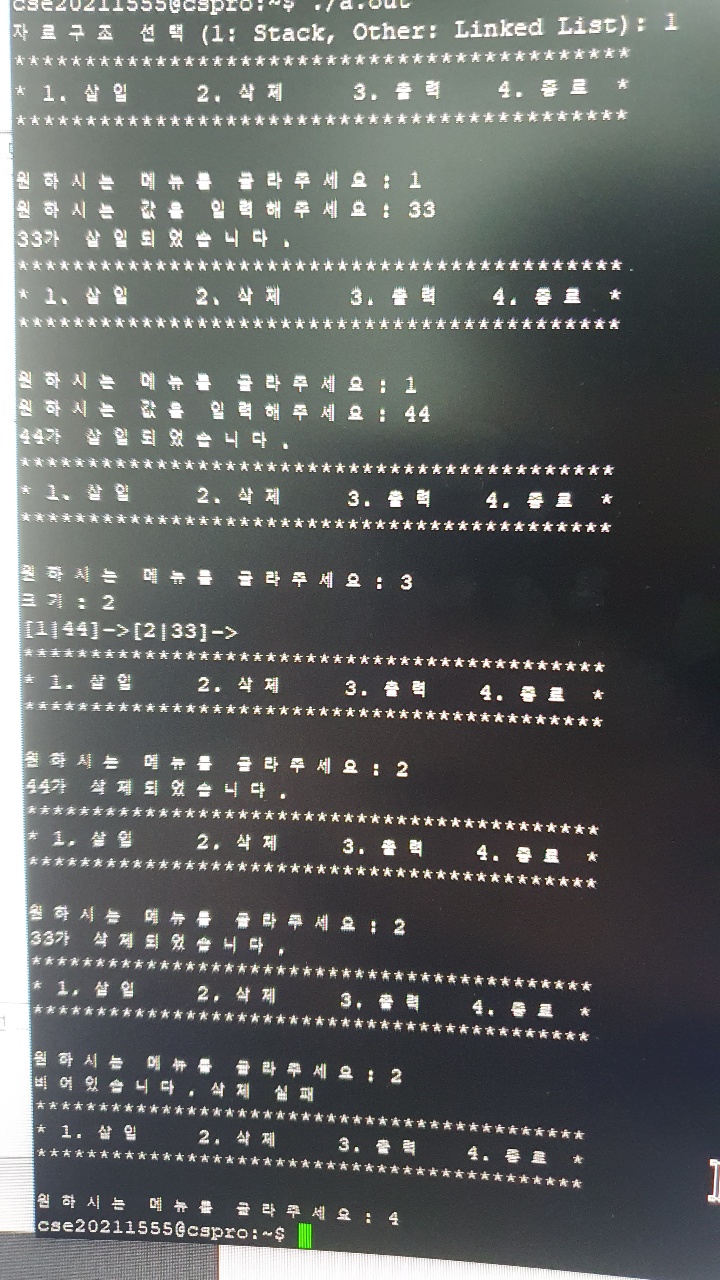 cse20211555@cspro:~$ ./a.out
자료구조 선택 (1: Stack, Other: Linked List): 1
*******************************************
* 1. 삽입 2. 삭제 3. 출력 4. 종료 *
*******************************************
원하시는 메뉴를 골라주세요: 1
원하시는 값을 입력해주세요: 33
33가 삽입되었습니다.
*******************************************
* 1. 삽입 2. 삭제 3. 출력 4. 종료 *
*******************************************
원하시는 메뉴를 골라주세요: 1
원하시는 값을 입력해주세요: 44
44가 삽입되었습니다.
*******************************************
* 1. 삽입 2. 삭제 3. 출력 4. 종료 *
*******************************************
원하시는 메뉴를 골라주세요: 3
크기: 2
[1|44]->[2|33]->
*******************************************
* 1. 삽입 2. 삭제 3. 출력 4. 종료 *
*******************************************
원하시는 메뉴를 골라주세요: 2
44가 삭제되었습니다.
*******************************************
* 1. 삽입 2. 삭제 3. 출력 4. 종료 *
*******************************************
원하시는 메뉴를 골라주세요: 2
33가 삭제되었습니다.
*******************************************
* 1. 삽입 2. 삭제 3. 출력 4. 종료 *
*******************************************
원하시는 메뉴를 골라주세요: 2
비어있습니다. 삭제 실패
*******************************************
* 1. 삽입 2. 삭제 3. 출력 4. 종료 *
*******************************************
원하시는 메뉴를 골라주세요: 4
cse20211555@cspro:~$